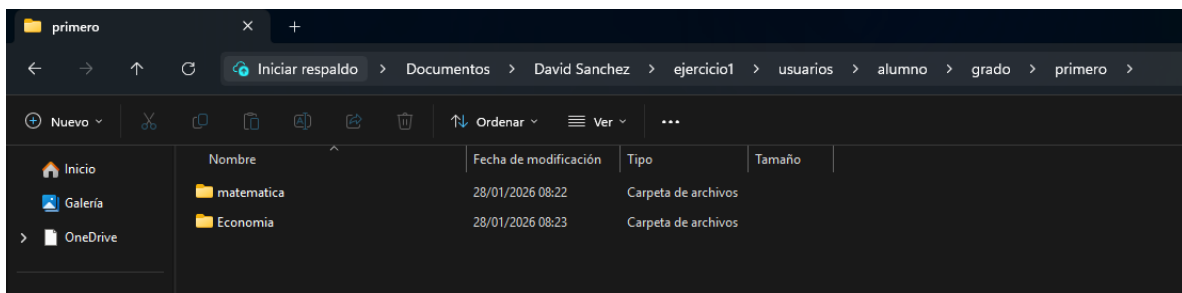 primero
Iniciar respaldo > Documentos > David Sanchez > ejercicio1 > usuarios > alumno > grado > primero >
Nuevo Ordenar Ver ...
Inicio
Galería
OneDrive
Nombre Fecha de modificación Tipo Tamaño
matematica 28/01/2026 08:22 Carpeta de archivos
Economia 28/01/2026 08:23 Carpeta de archivos